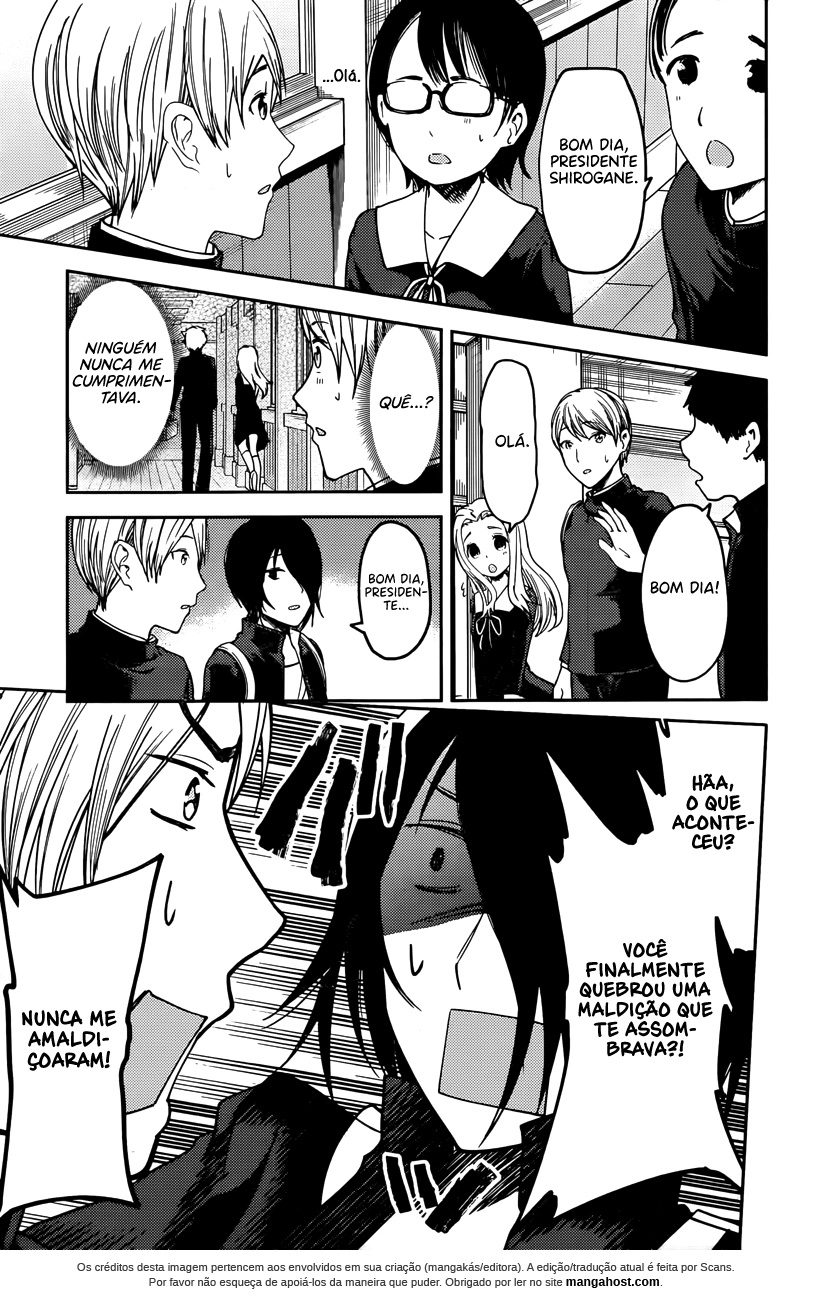 BOM DIA,
PRESIDENTE
SHIROGANE.
...Olá.
OLÁ.
BOM DIA!
QUÊ...?
NINGUÉM
NUNCA ME
CUMPRIMEN-
TAVA.
BOM DIA,
PRESIDEN-
TE...
HÃA,
O QUE
ACONTE-
CEU?
VOCÊ
FINALMENTE
QUEBROU UMA
MALDIÇÃO QUE
TE ASSOM-
BRAVA?!
NUNCA ME
AMALDI-
ÇOARAM!
Os créditos desta imagem pertencem aos envolvidos em sua criação (mangakás/editora). A edição/tradução atual é feita por Scans.
Por favor não esqueça de apoiá-los da maneira que puder. Obrigado por ler no site mangahost.com.